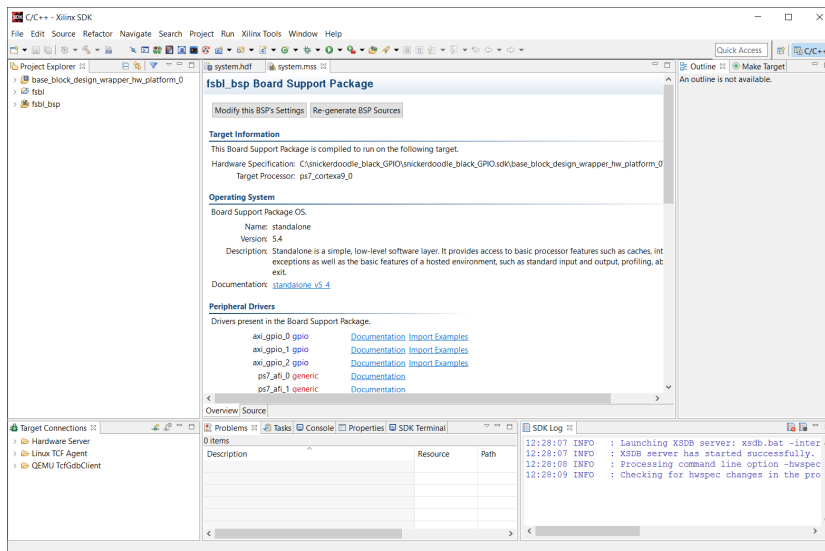 C/C++ - Xilinx SDK
File Edit Source Refactor Navigate Search Project Run Xilinx Tools Window Help
Quick Access
C/C++
Project Explorer
base_block_design_wrapper_hw_platform_0
fsbl
fsbl_bsp
system.hdf
system.mss
fsbl_bsp Board Support Package
Modify this BSP's Settings
Re-generate BSP Sources
Target Information
This Board Support Package is compiled to run on the following target.
Hardware Specification: C:\snickerdoodle_black_GPIO\snickerdoodle_black_GPIO.sdk\base_block_design_wrapper_hw_platform_0
Target Processor: ps7_cortexa9_0
Operating System
Board Support Package OS.
Name: standalone
Version: 5.4
Description: Standalone is a simple, low-level software layer. It provides access to basic processor features such as caches, int
exceptions as well as the basic features of a hosted environment, such as standard input and output, profiling, ab
exit.
Documentation: standalone_v5_4
Peripheral Drivers
Drivers present in the Board Support Package.
axi_gpio_0 gpio Documentation Import Examples
axi_gpio_1 gpio Documentation Import Examples
axi_gpio_2 gpio Documentation Import Examples
ps7_afi_0 generic Documentation
ps7_afi_1 generic Documentation
Overview Source
Outline
Make Target
An outline is not available.
Target Connections
Hardware Server
Linux TCF Agent
QEMU TcfGdbClient
Problems
Tasks
Console
Properties
SDK Terminal
0 items
Description Resource Path
SDK Log
12:28:07 INFO : Launching XSDB server: xsdb.bat -inter
12:28:07 INFO : XSDB server has started successfully.
12:28:08 INFO : Processing command line option -hwspec
12:28:09 INFO : Checking for hwspec changes in the pro